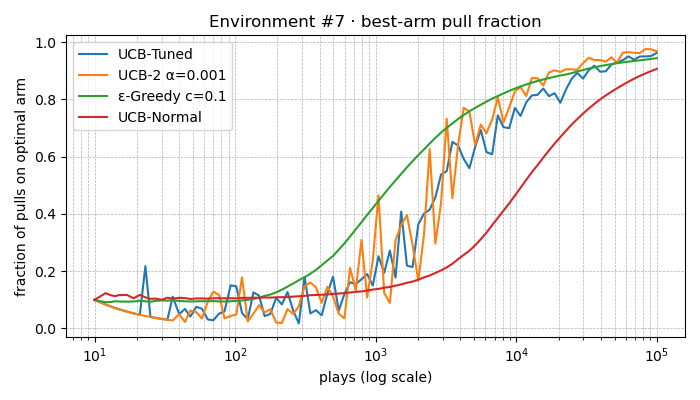 Environment #7 · best-arm pull fraction
fraction of pulls on optimal arm
1.0
0.8
0.6
0.4
0.2
0.0
UCB-Tuned
UCB-2 α=0.001
ε-Greedy c=0.1
UCB-Normal
10¹
10²
10³
10⁴
10⁵
plays (log scale)